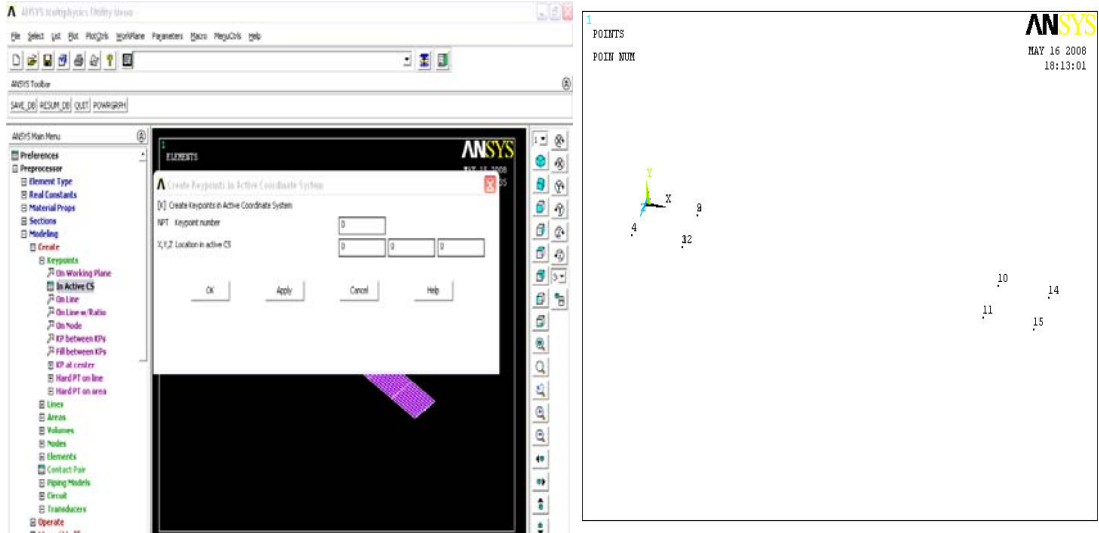 ANSYS Multiphysics Utility Menu
File Select List Plot PlotCtrls WorkPlane Parameters Macro MenuCtrls Help
ANSYS Toolbar
SAVE_DB RESUM_DB QUIT POWRGRPH
ANSYS Main Menu
Preferences
Preprocessor
Element Type
Real Constants
Material Props
Sections
Modeling
Create
Keypoints
On Working Plane
In Active CS
On Line
On Line w/Ratio
On Node
KP between KPs
Fill between KPs
KP at center
Hard PT on line
Hard PT on area
Lines
Areas
Volumes
Nodes
Elements
Contact Pair
Piping Models
Circuit
Transducers
Operate
1
ELEMENTS
ANSYS
Create Keypoints in Active Coordinate System
[K] Create Keypoints in Active Coordinate System
NPT Keypoint number
0
X,Y,Z Location in active CS
0 0 0
OK Apply Cancel Help
1
POINTS
POIN NUM
ANSYS
MAY 16 2008
18:13:01
Y
X
4
10
14
11
15